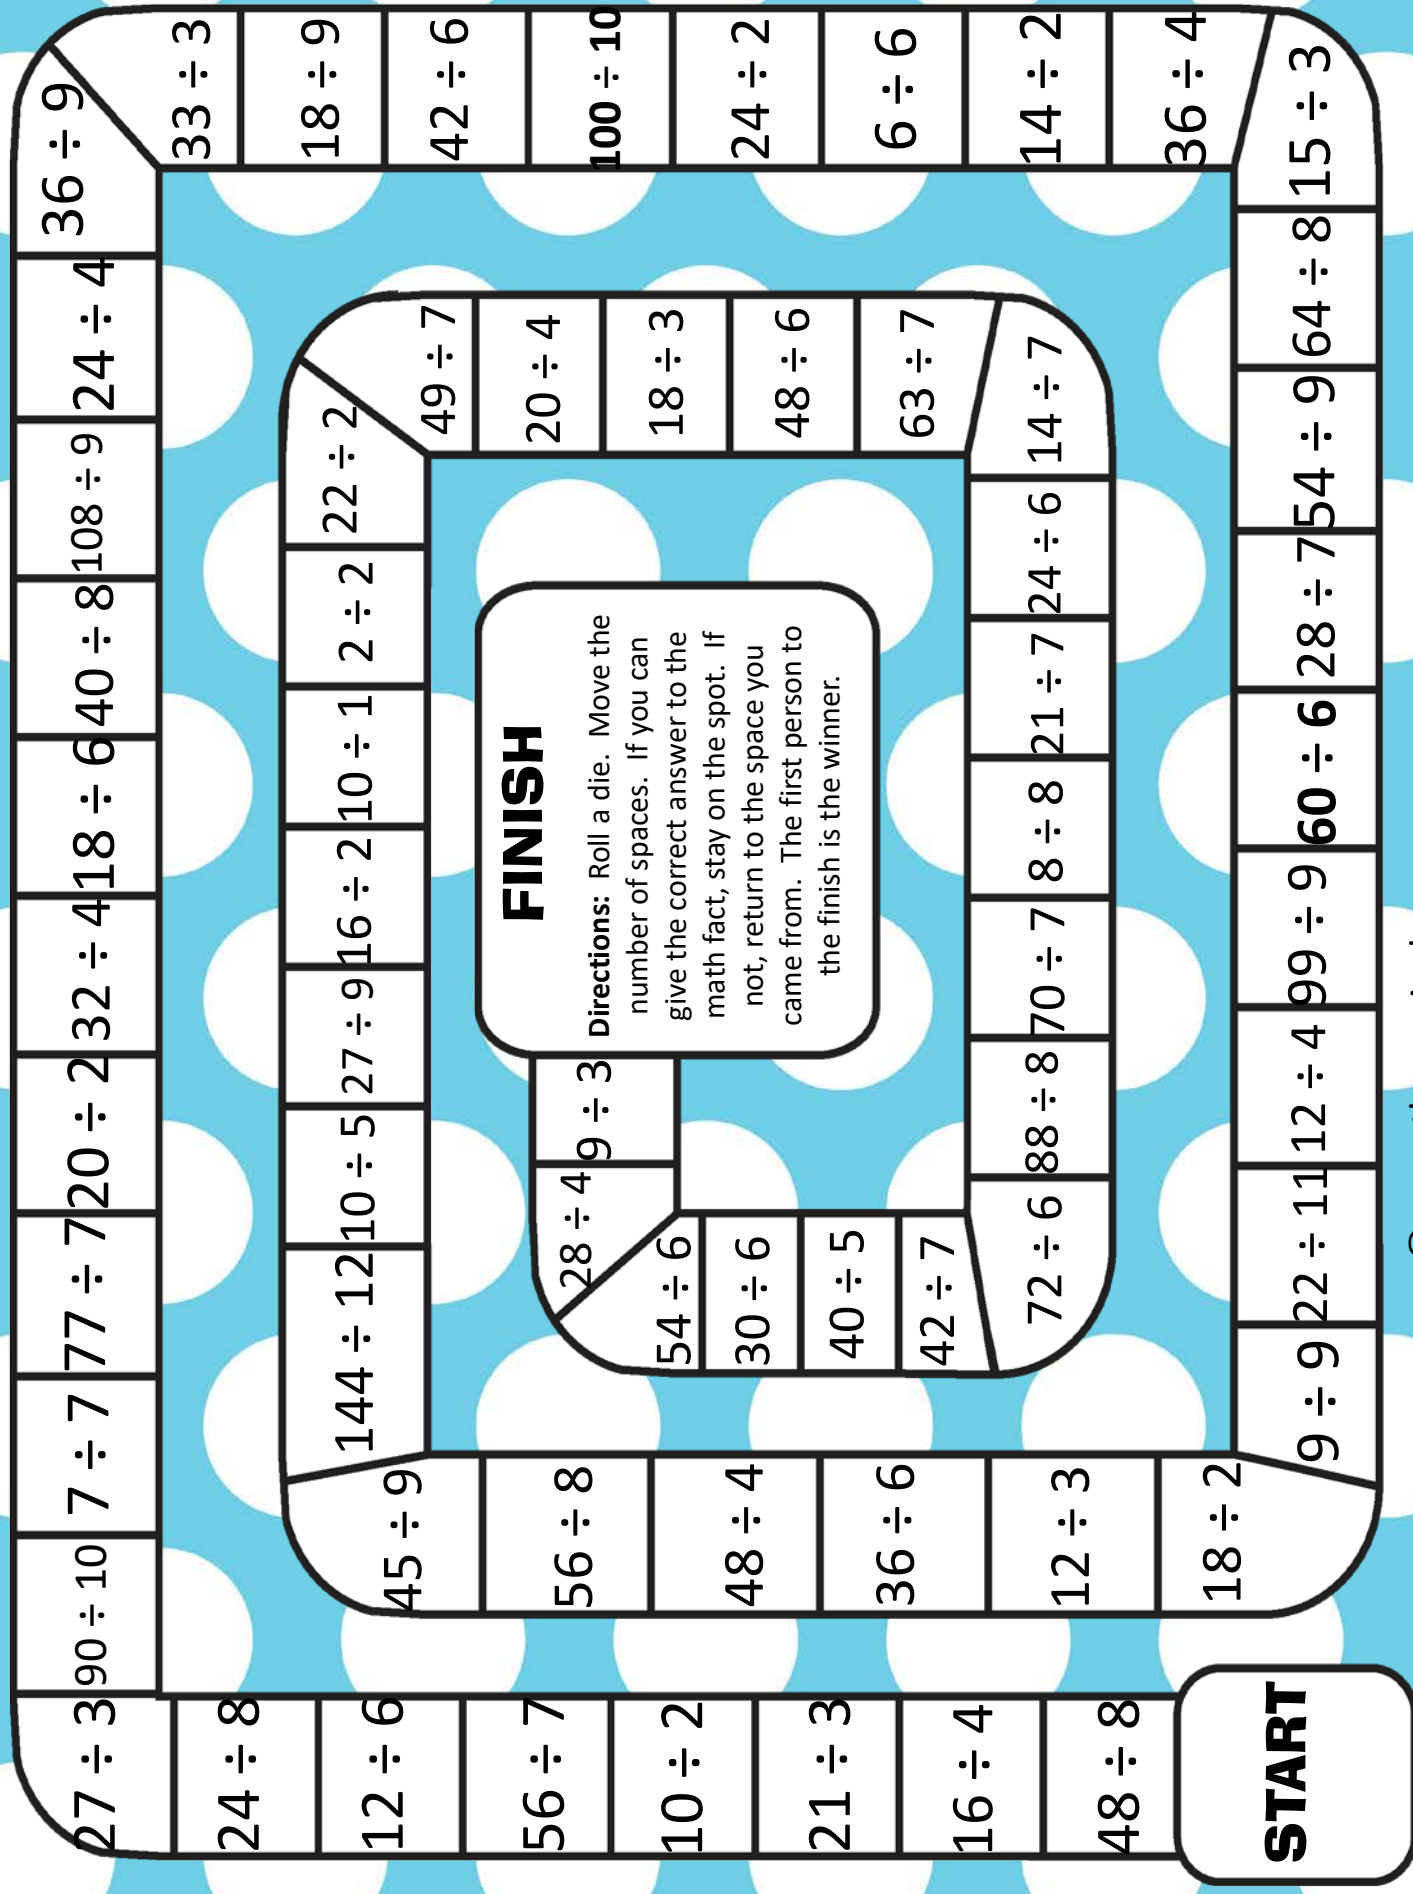 START
48 ÷ 8
16 ÷ 4
21 ÷ 3
10 ÷ 2
56 ÷ 7
12 ÷ 6
24 ÷ 8
27 ÷ 3
90 ÷ 10
7 ÷ 7
77 ÷ 7
20 ÷ 2
32 ÷ 4
18 ÷ 6
40 ÷ 8
108 ÷ 9
24 ÷ 4
36 ÷ 9
33 ÷ 3
18 ÷ 9
42 ÷ 6
100 ÷ 10
24 ÷ 2
6 ÷ 6
14 ÷ 2
36 ÷ 4
15 ÷ 3
64 ÷ 8
54 ÷ 9
28 ÷ 7
60 ÷ 6
99 ÷ 9
12 ÷ 4
22 ÷ 11
9 ÷ 9
18 ÷ 2
12 ÷ 3
36 ÷ 6
48 ÷ 4
56 ÷ 8
45 ÷ 9
144 ÷ 12
10 ÷ 5
27 ÷ 9
16 ÷ 2
10 ÷ 1
2 ÷ 2
22 ÷ 2
49 ÷ 7
20 ÷ 4
18 ÷ 3
48 ÷ 6
63 ÷ 7
14 ÷ 7
24 ÷ 6
21 ÷ 7
8 ÷ 8
70 ÷ 7
88 ÷ 8
72 ÷ 6
42 ÷ 7
40 ÷ 5
30 ÷ 6
54 ÷ 6
28 ÷ 4
9 ÷ 3
FINISH
Directions: Roll a die. Move the
number of spaces. If you can
give the correct answer to the
math fact, stay on the spot. If
not, return to the space you
came from. The first person to
the finish is the winner.